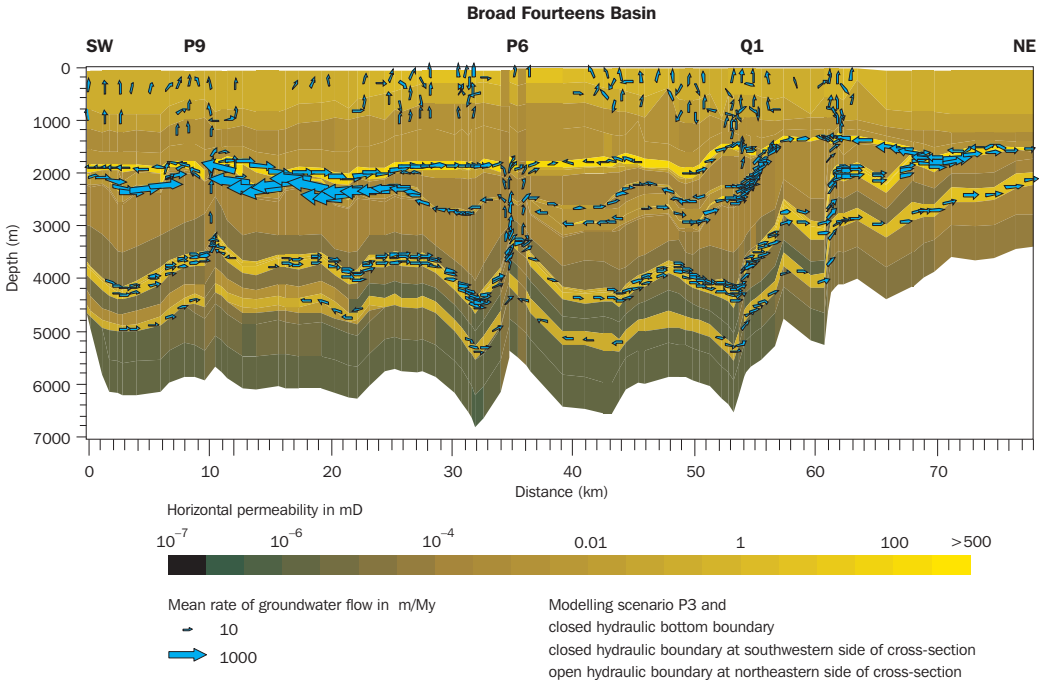 Broad Fourteens Basin
SW P9 P6 Q1 NE
0
1000
2000
3000
4000
5000
6000
7000
Depth (m)
0 10 20 30 40 50 60 70
Distance (km)
Horizontal permeability in mD
10⁻⁷ 10⁻⁶ 10⁻⁴ 0.01 1 100 >500
Mean rate of groundwater flow in m/My
10
1000
Modelling scenario P3 and
closed hydraulic bottom boundary
closed hydraulic boundary at southwestern side of cross-section
open hydraulic boundary at northeastern side of cross-section